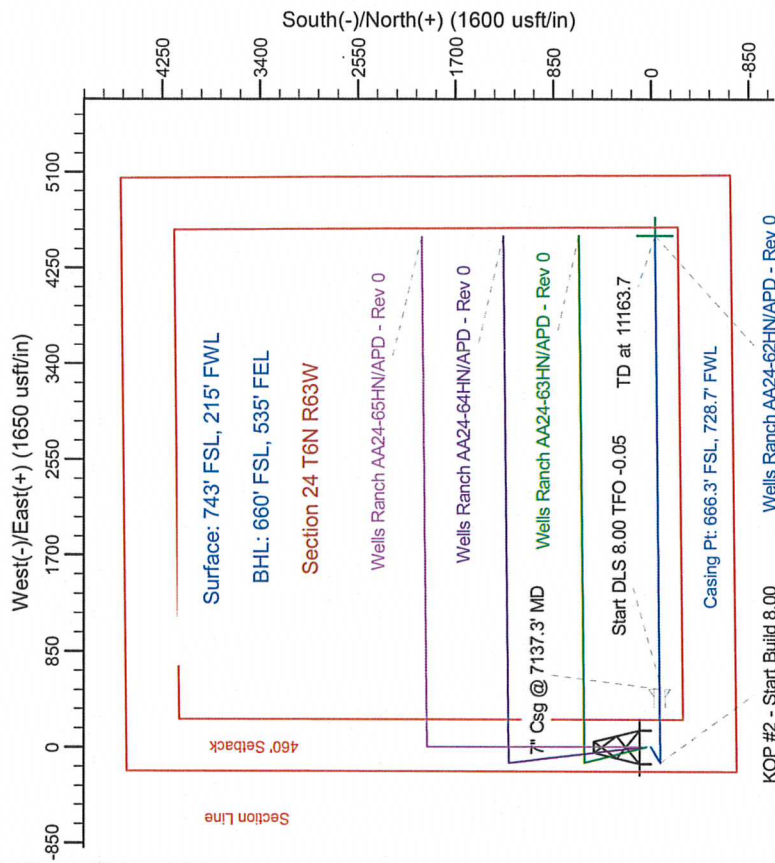 West(-)/East(+) (1650 usft/in)
-850
0
850
1700
2550
3400
4250
5100
South(-)/North(+) (1600 usft/in)
4250
3400
2550
1700
850
0
-850
Surface: 743' FSL, 215' FWL
BHL: 660' FSL, 535' FEL
Section 24 T6N R63W
Wells Ranch AA24-65HN/APD - Rev 0
Wells Ranch AA24-64HN/APD - Rev 0
Wells Ranch AA24-63HN/APD - Rev 0
7" Csg @ 7137.3' MD
Start DLS 8.00 TFO -0.05
TD at 11163.7
Casing Pt: 666.3' FSL, 728.7' FWL
Wells Ranch AA24-62HN/APD - Rev 0
KOP #2 - Start Build 8.00
460' Setback
Section Line